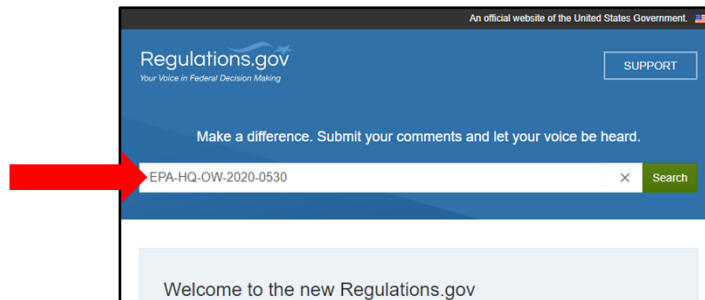 An official website of the United States Government.
Regulations.gov
Your Voice in Federal Decision Making
SUPPORT
Make a difference. Submit your comments and let your voice be heard.
EPA-HQ-OW-2020-0530 × Search
Welcome to the new Regulations.gov